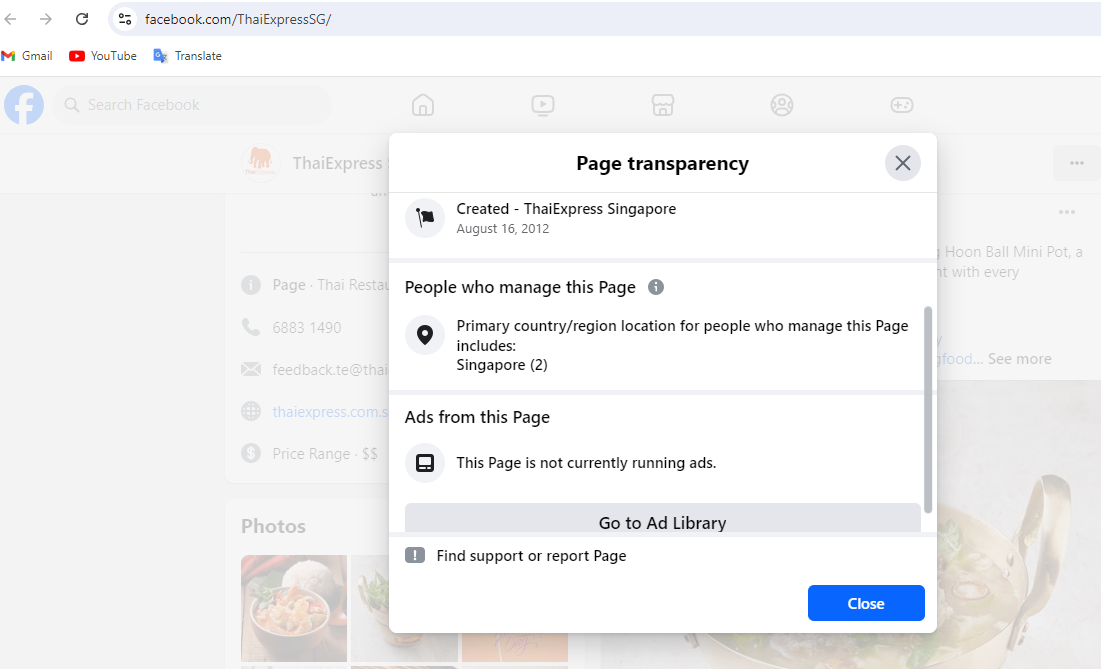 facebook.com/ThaiExpressSG/
Gmail YouTube Translate
Search Facebook
ThaiExpress
Page transparency
Created - ThaiExpress Singapore
August 16, 2012
People who manage this Page
Primary country/region location for people who manage this Page
includes:
Singapore (2)
Ads from this Page
This Page is not currently running ads.
Go to Ad Library
Find support or report Page
Close
Page · Thai
6883 1490
feedback.te@thai
thaiexpress.com.s
Price Range · $$
Photos
Hoon Ball Mini Pot, a
with every
gfood... See more